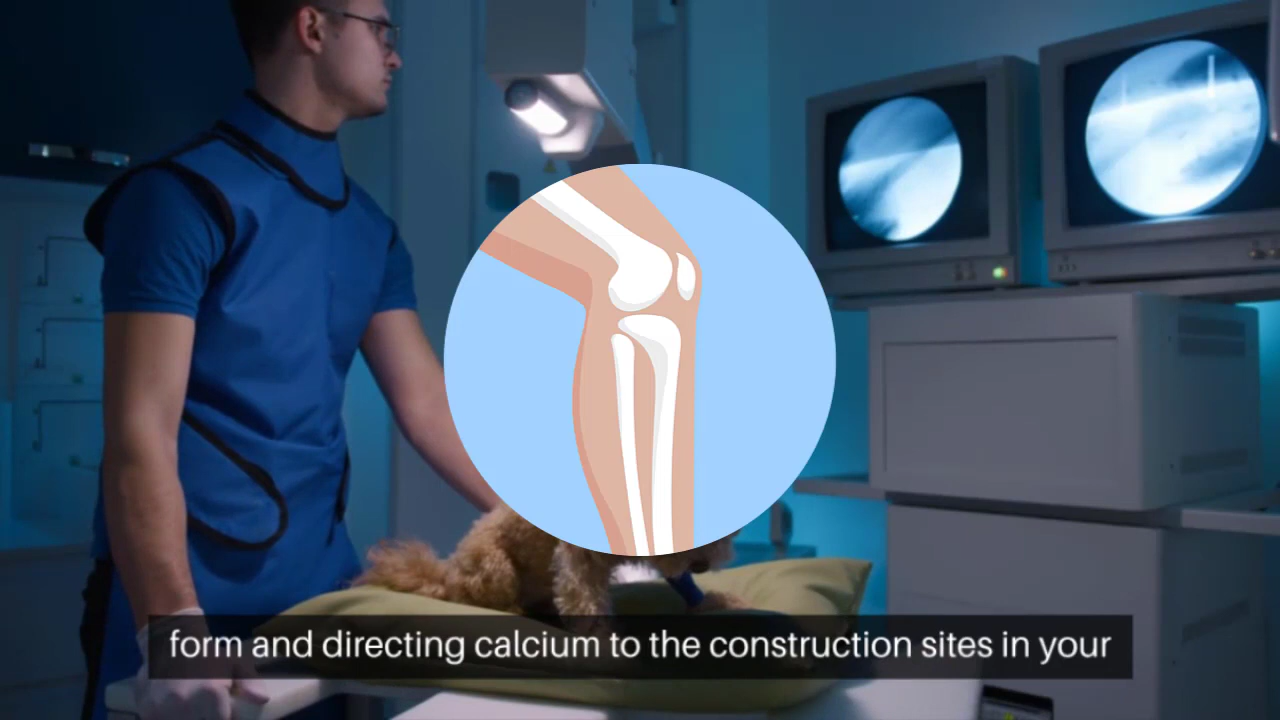 form and directing calcium to the construction sites in your